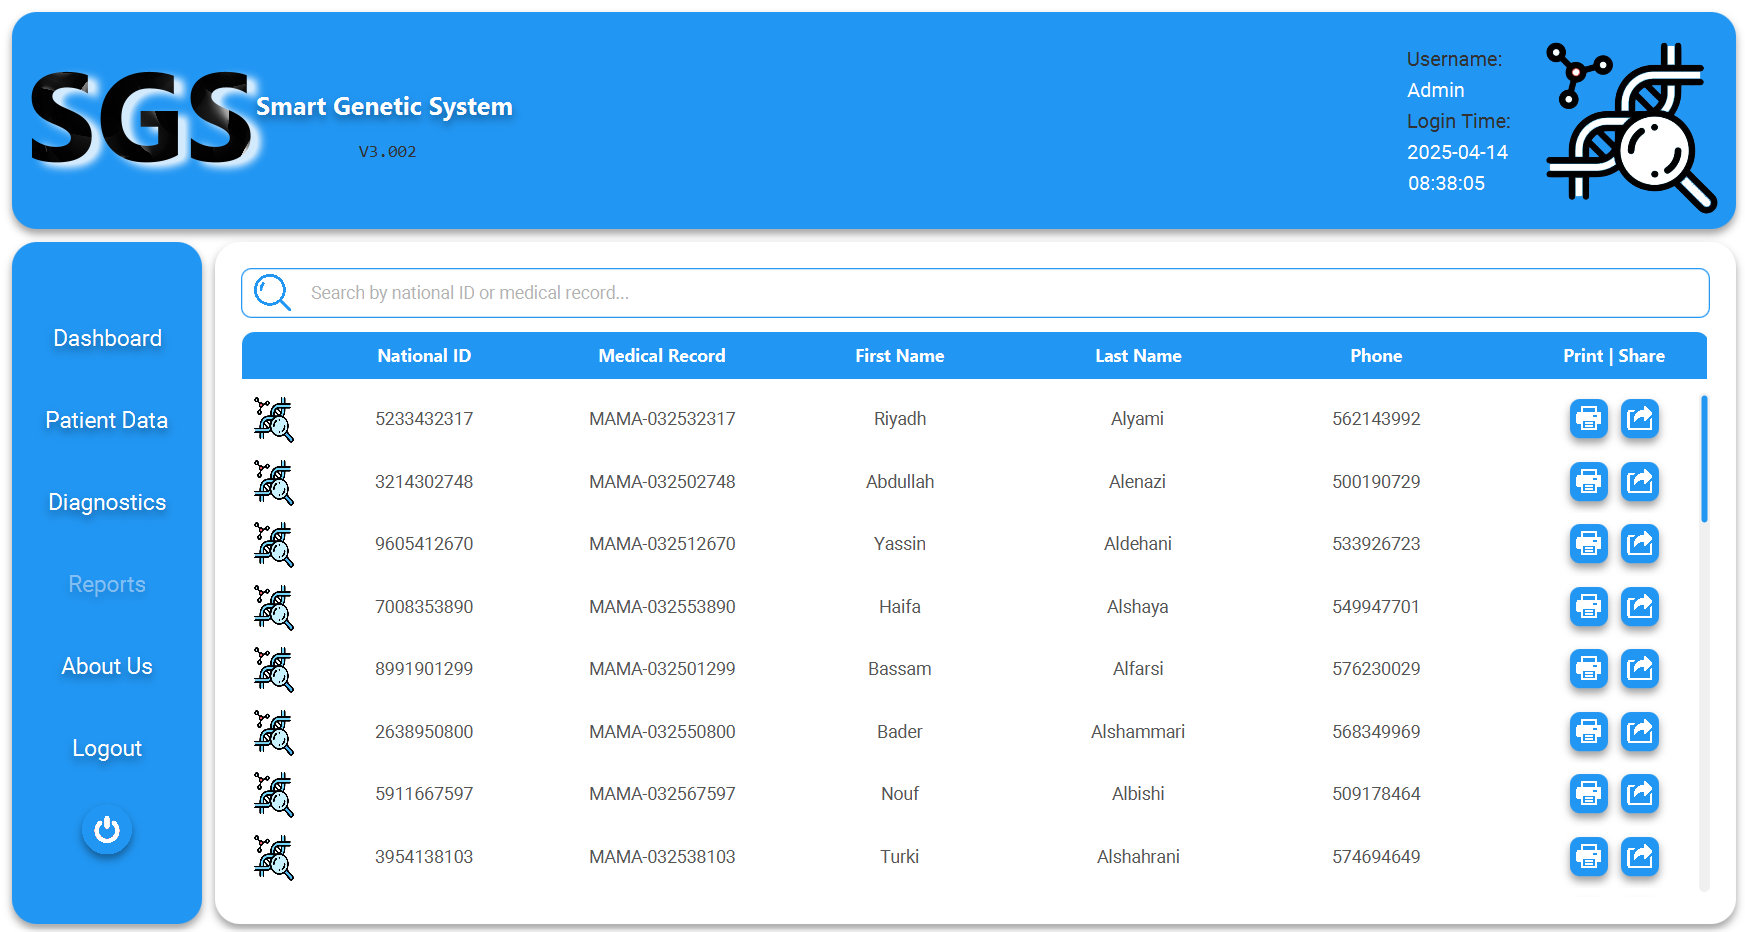 SGS
Smart Genetic System
V3.002
Username:
Admin
Login Time:
2025-04-14
08:38:05
Dashboard
Patient Data
Diagnostics
Reports
About Us
Logout
Search by national ID or medical record...
National ID Medical Record First Name Last Name Phone Print | Share
5233432317 MAMA-032532317 Riyadh Alyami 562143992
3214302748 MAMA-032502748 Abdullah Alenazi 500190729
9605412670 MAMA-032512670 Yassin Aldehani 533926723
7008353890 MAMA-032553890 Haifa Alshaya 549947701
8991901299 MAMA-032501299 Bassam Alfarsi 576230029
2638950800 MAMA-032550800 Bader Alshammari 568349969
5911667597 MAMA-032567597 Nouf Albishi 509178464
3954138103 MAMA-032538103 Turki Alshahrani 574694649